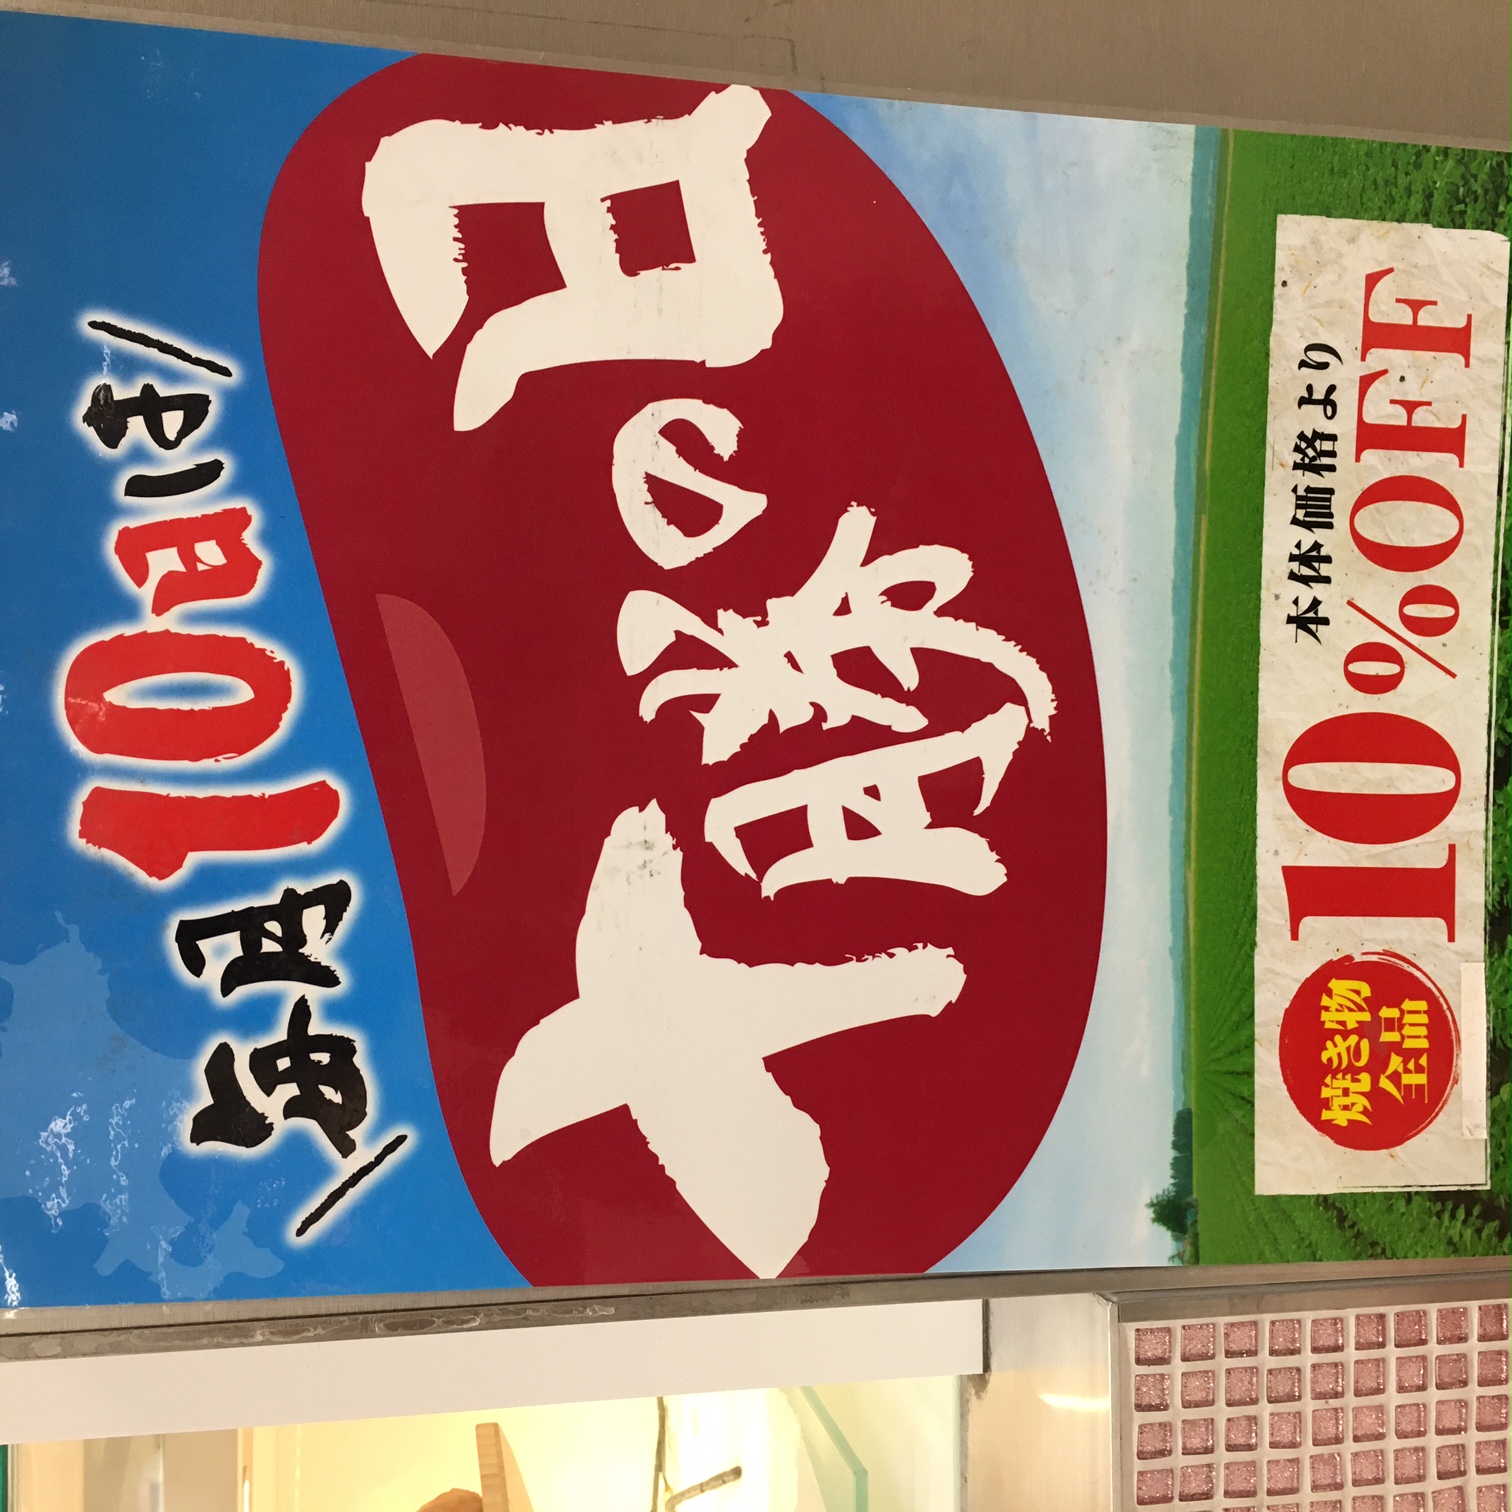 毎月10日は
十勝の日
焼き物
全品
本体価格より
10%OFF